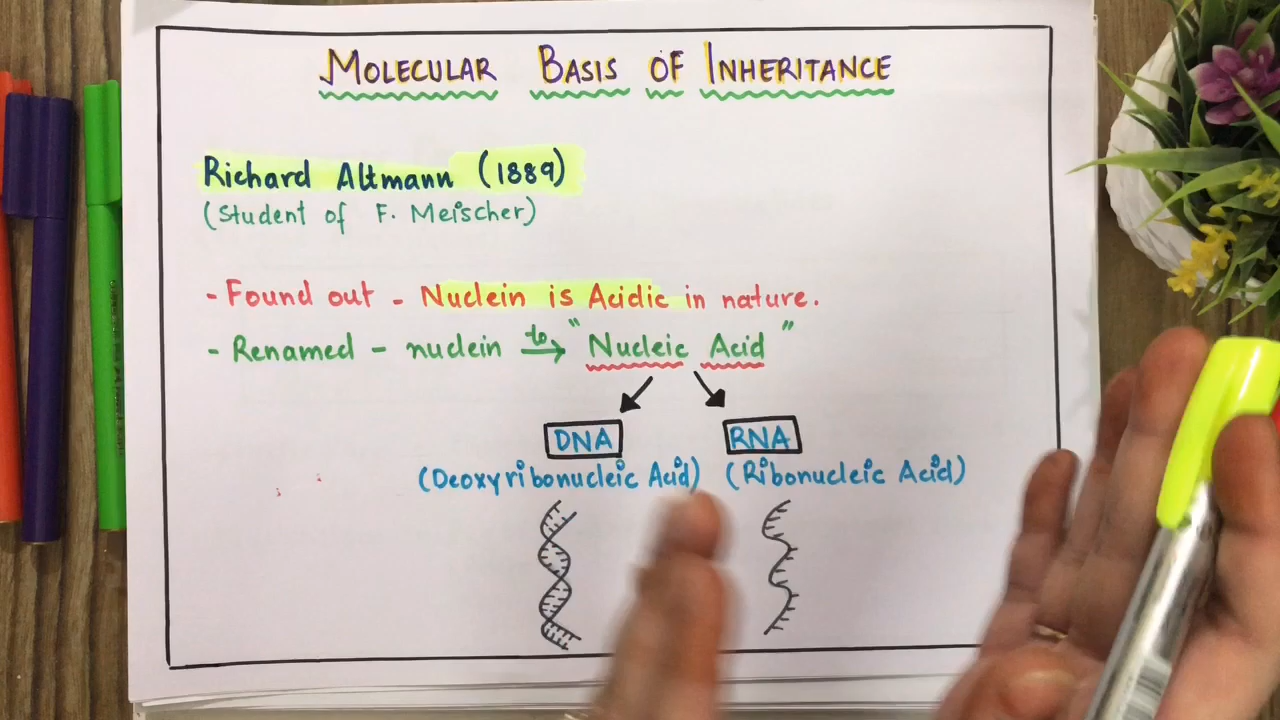 MOLECULAR BASIS OF INHERITANCE
Richard Altmann (1889)
(Student of F. Meischer)
- Found out - Nuclein is Acidic in nature.
- Renamed - nuclein to → "Nucleic Acid"
DNA RNA
(Deoxyribonucleic Acid) (Ribonucleic Acid)